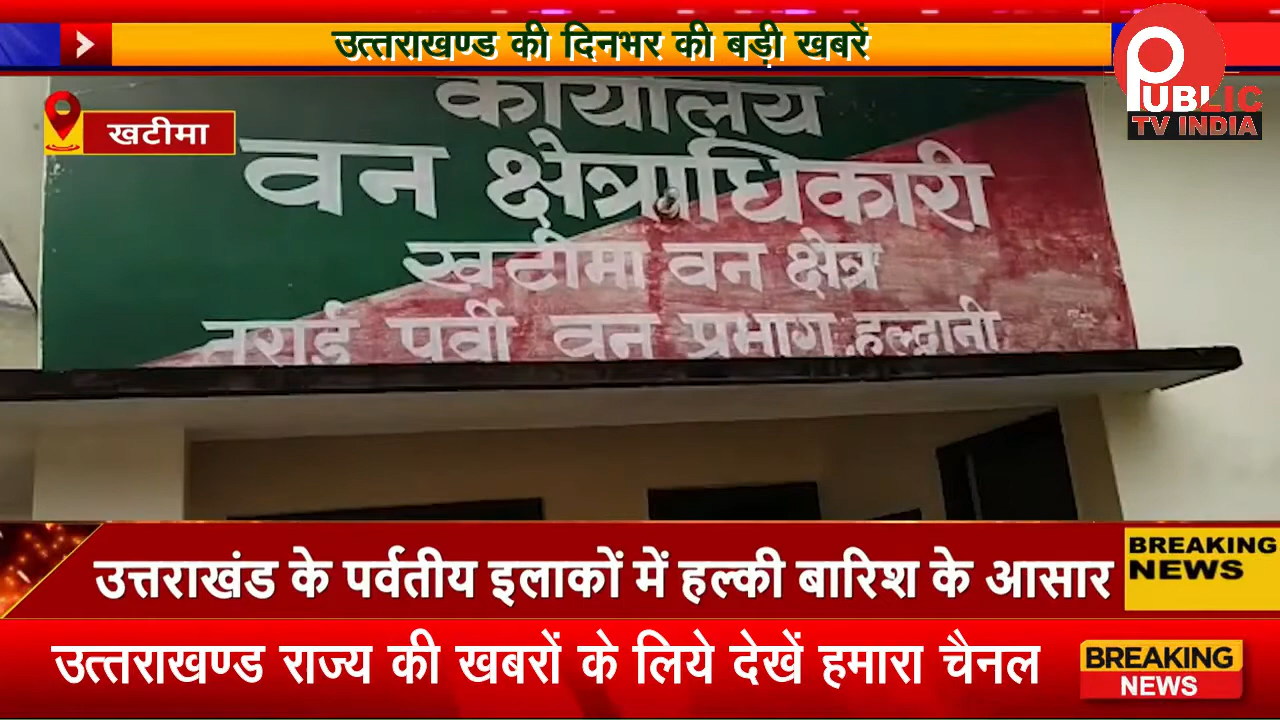 उत्तराखण्ड की दिनभर की बड़ी खबरें
PUBLIC
TV INDIA
खटीमा
कार्यालय
वन क्षेत्राधिकारी
खटीमा वन क्षेत्र
तराई पूर्वी वन प्रभाग, हल्द्वानी
उत्तराखंड के पर्वतीय इलाकों में हल्की बारिश के आसार
BREAKING
NEWS
उत्तराखण्ड राज्य की खबरों के लिये देखें हमारा चैनल
BREAKING
NEWS